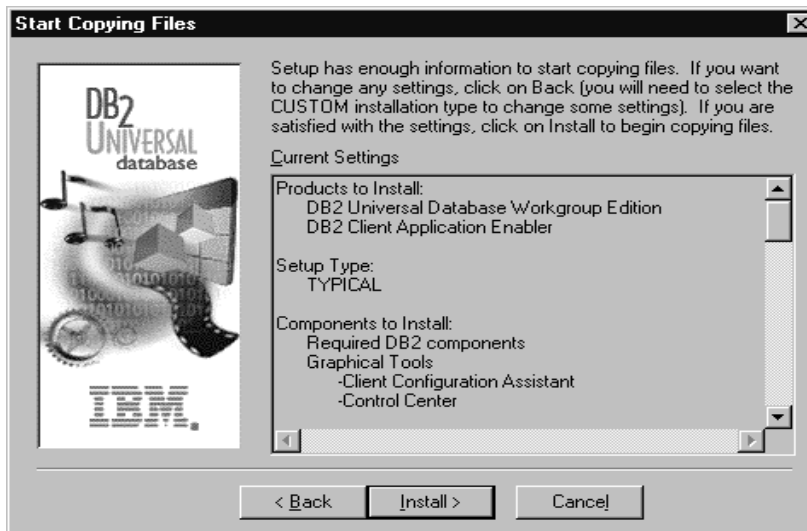 Start Copying Files
DB2
UNIVERSAL
database
IBM.
Setup has enough information to start copying files. If you want
to change any settings, click on Back (you will need to select the
CUSTOM installation type to change some settings). If you are
satisfied with the settings, click on Install to begin copying files.
Current Settings
Products to Install:
DB2 Universal Database Workgroup Edition
DB2 Client Application Enabler
Setup Type:
TYPICAL
Components to Install:
Required DB2 components
Graphical Tools
-Client Configuration Assistant
-Control Center
< Back
Install >
Cancel